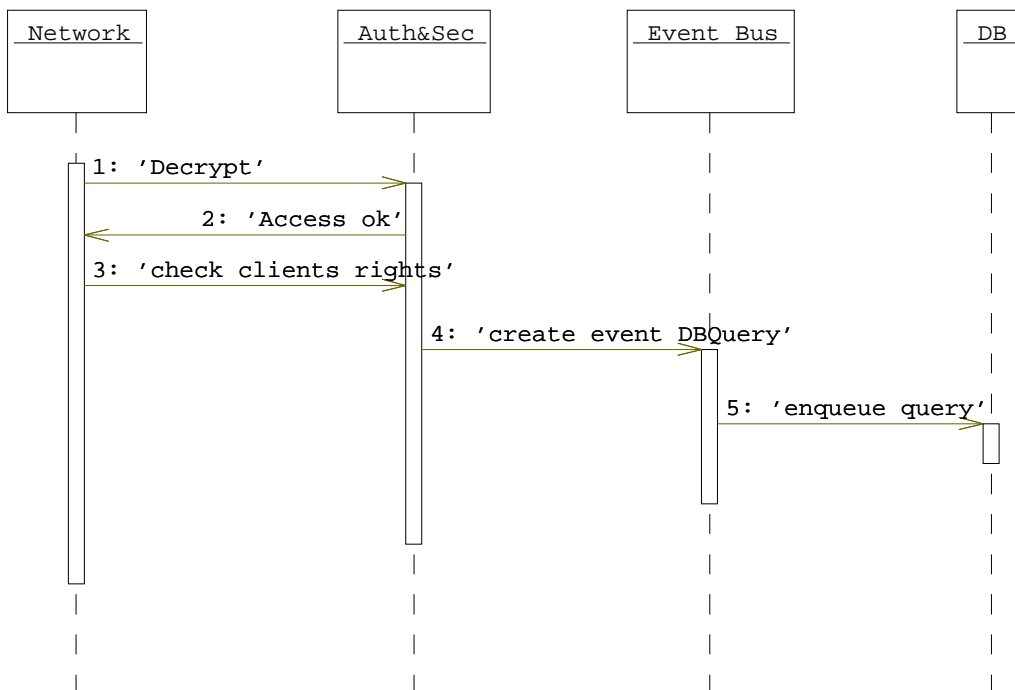 Network
Auth&Sec
Event Bus
DB
1: 'Decrypt'
2: 'Access ok'
3: 'check clients rights'
4: 'create event DBQuery'
5: 'enqueue query'